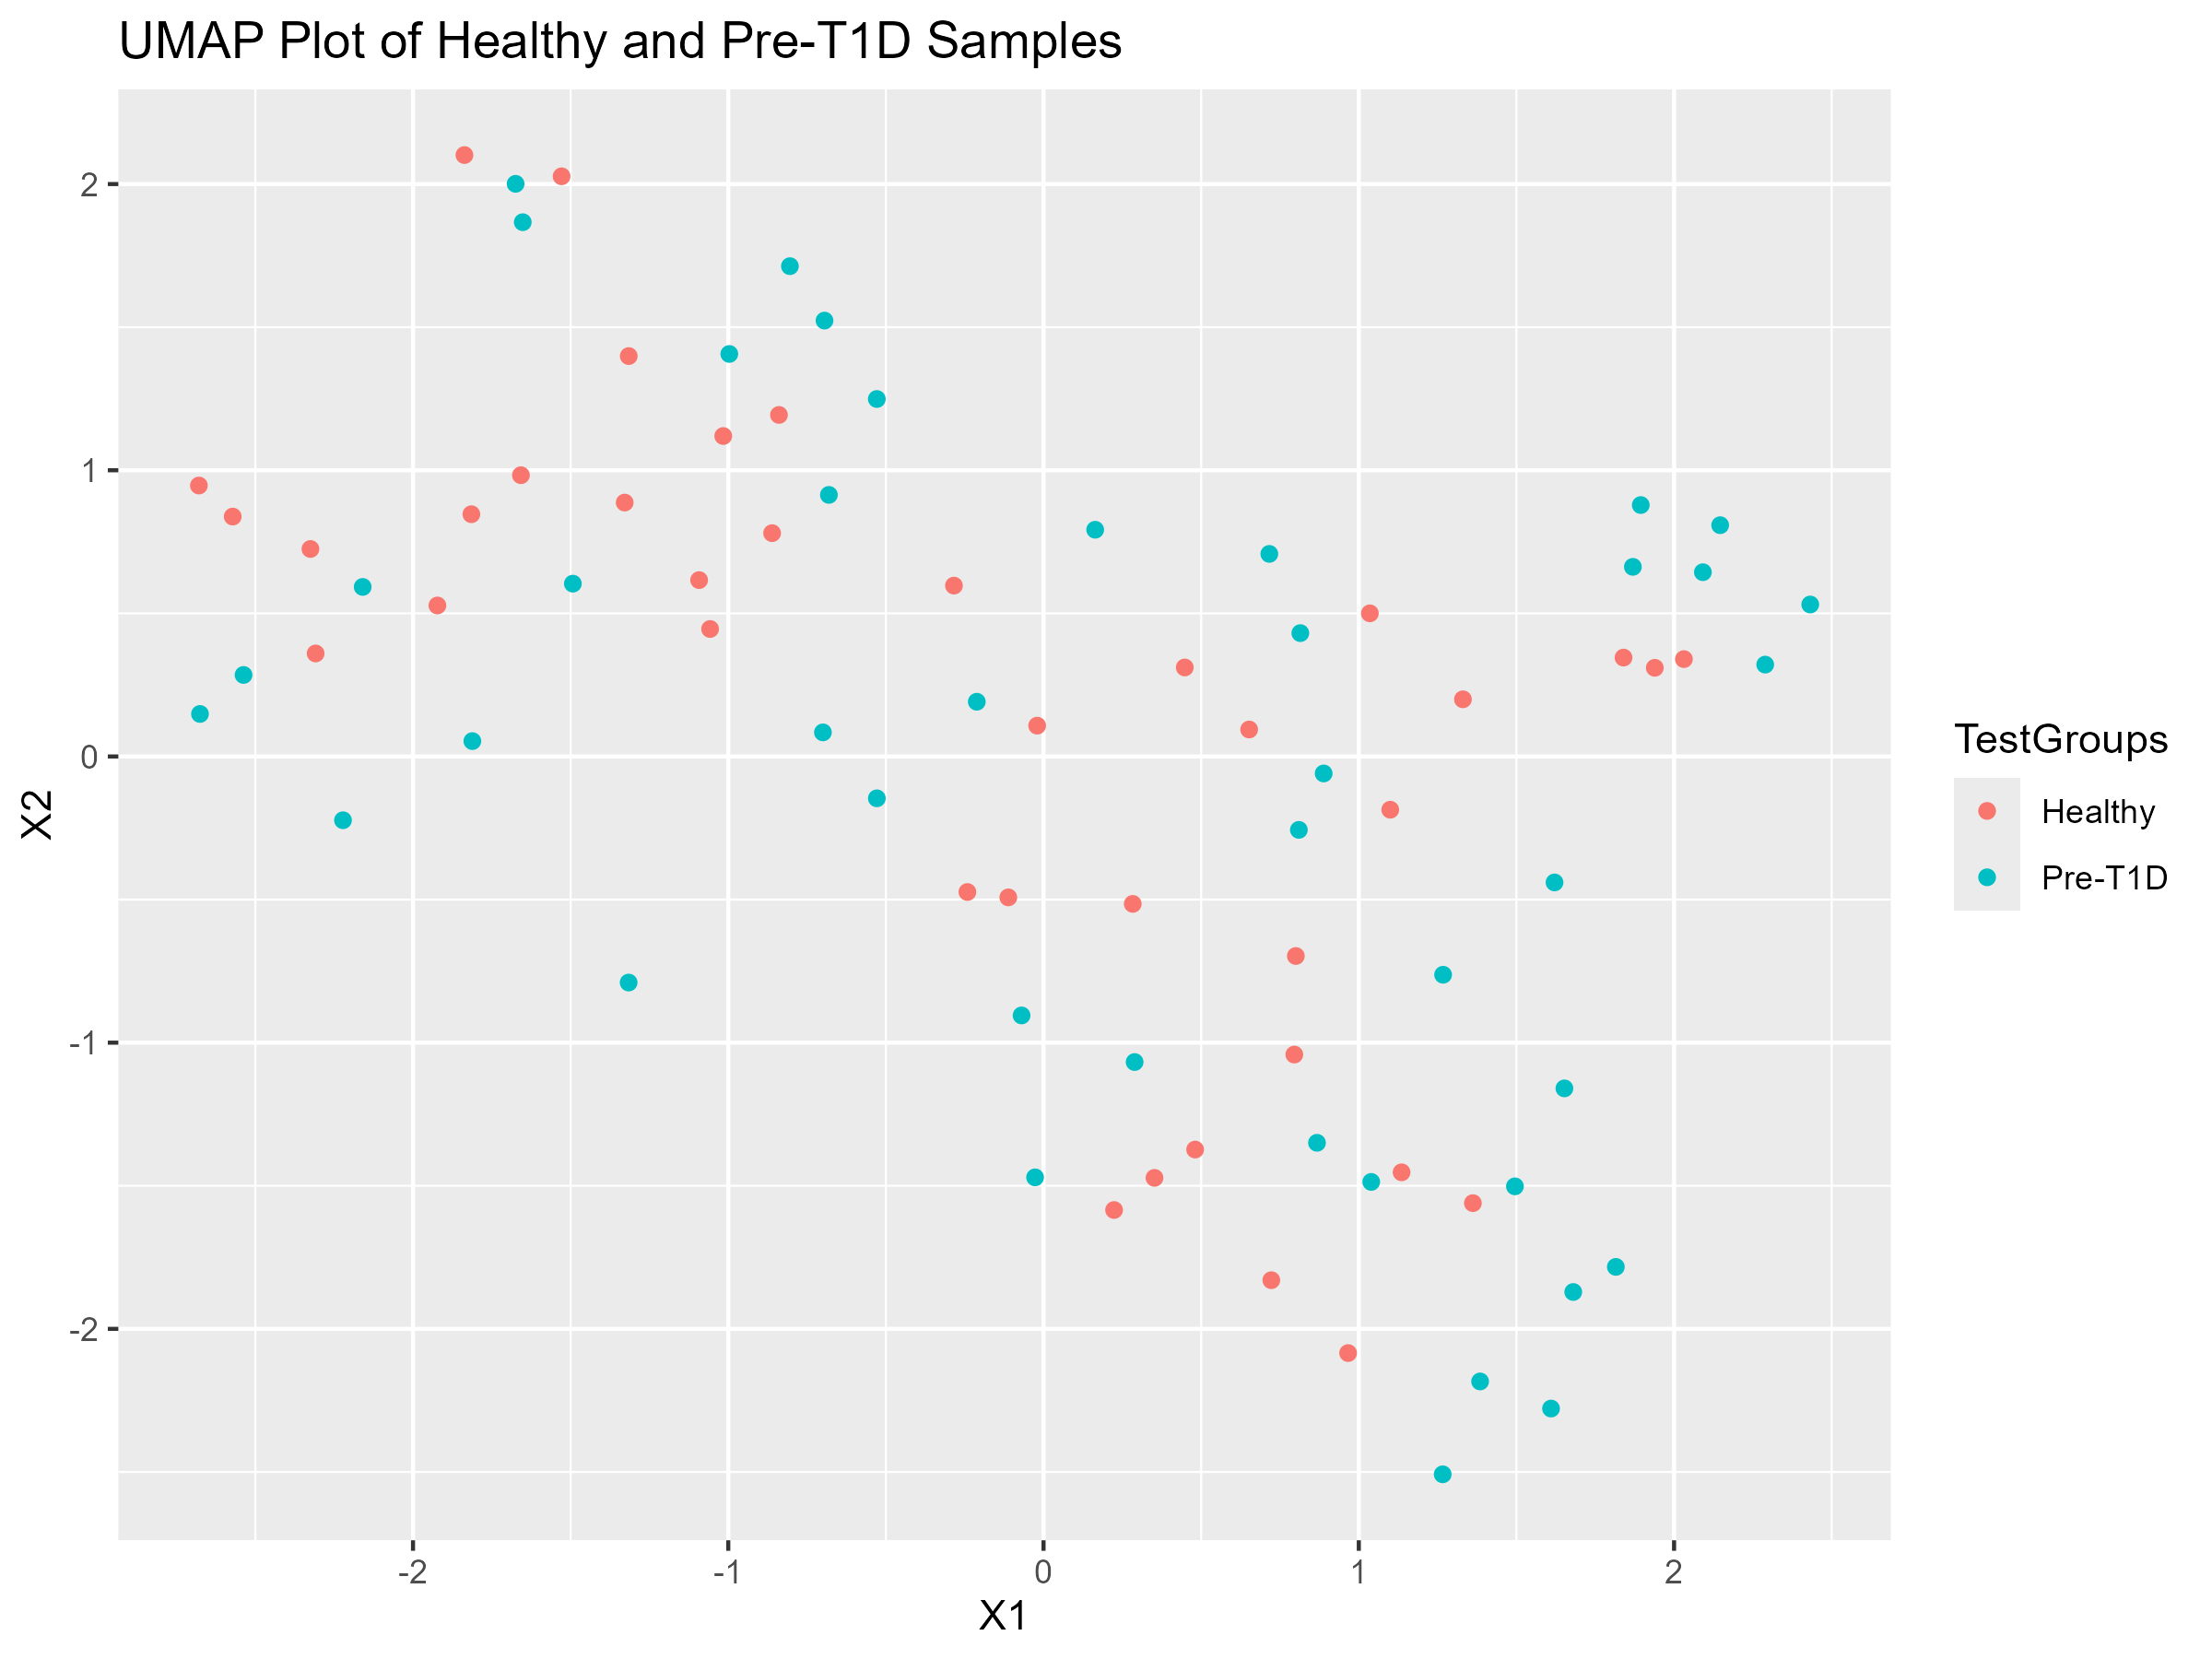 UMAP Plot of Healthy and Pre-T1D Samples
2
1
0
-1
-2
X2
-2
-1
0
1
2
X1
TestGroups
Healthy
Pre-T1D